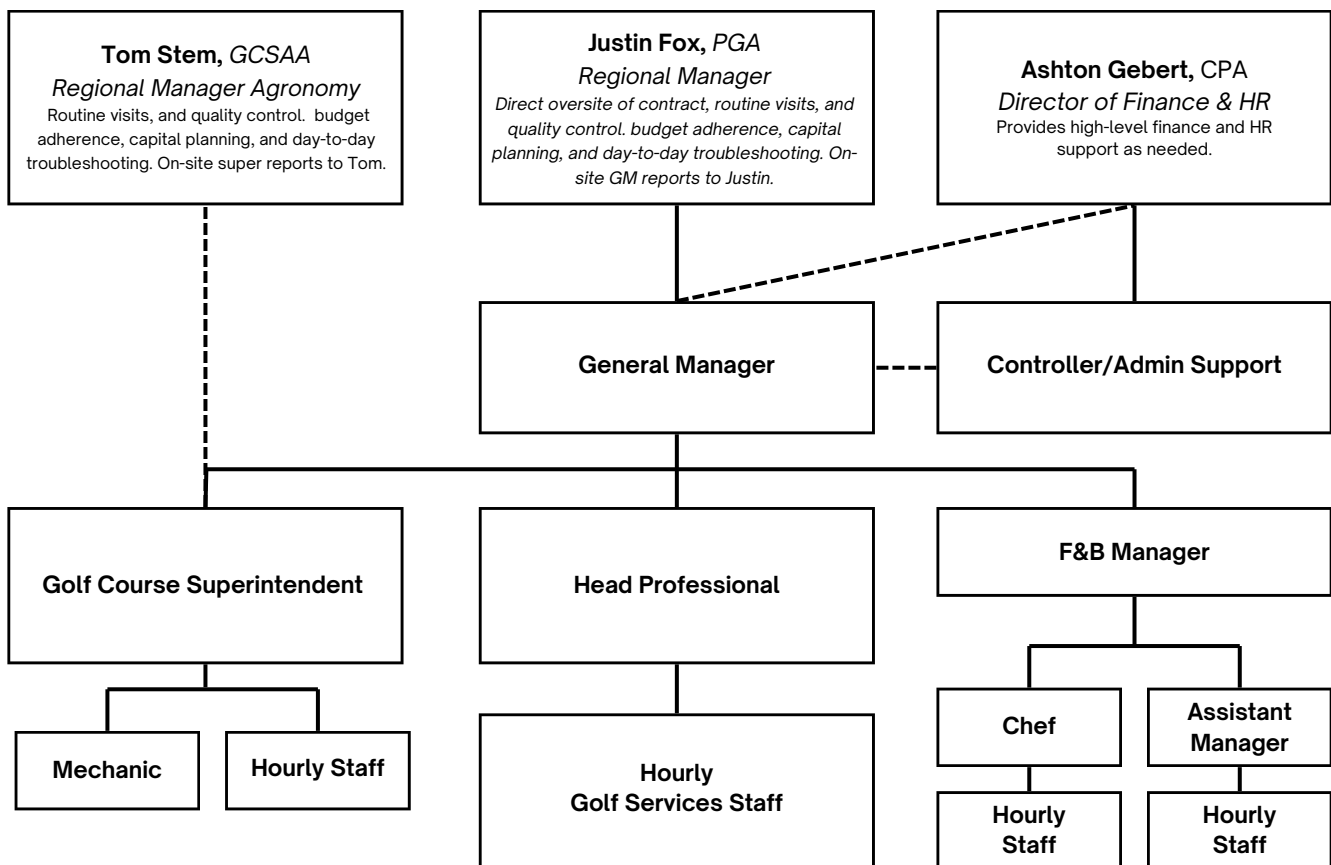 Tom Stem, GCSAA
Regional Manager Agronomy
Routine visits, and quality control. budget
adherence, capital planning, and day-to-day
troubleshooting. On-site super reports to Tom.
Justin Fox, PGA
Regional Manager
Direct oversite of contract, routine visits, and
quality control. budget adherence, capital
planning, and day-to-day troubleshooting. On-
site GM reports to Justin.
Ashton Gebert, CPA
Director of Finance & HR
Provides high-level finance and HR
support as needed.
General Manager
Controller/Admin Support
Golf Course Superintendent
Head Professional
F&B Manager
Mechanic
Hourly Staff
Hourly
Golf Services Staff
Chef
Assistant
Manager
Hourly
Staff
Hourly
Staff